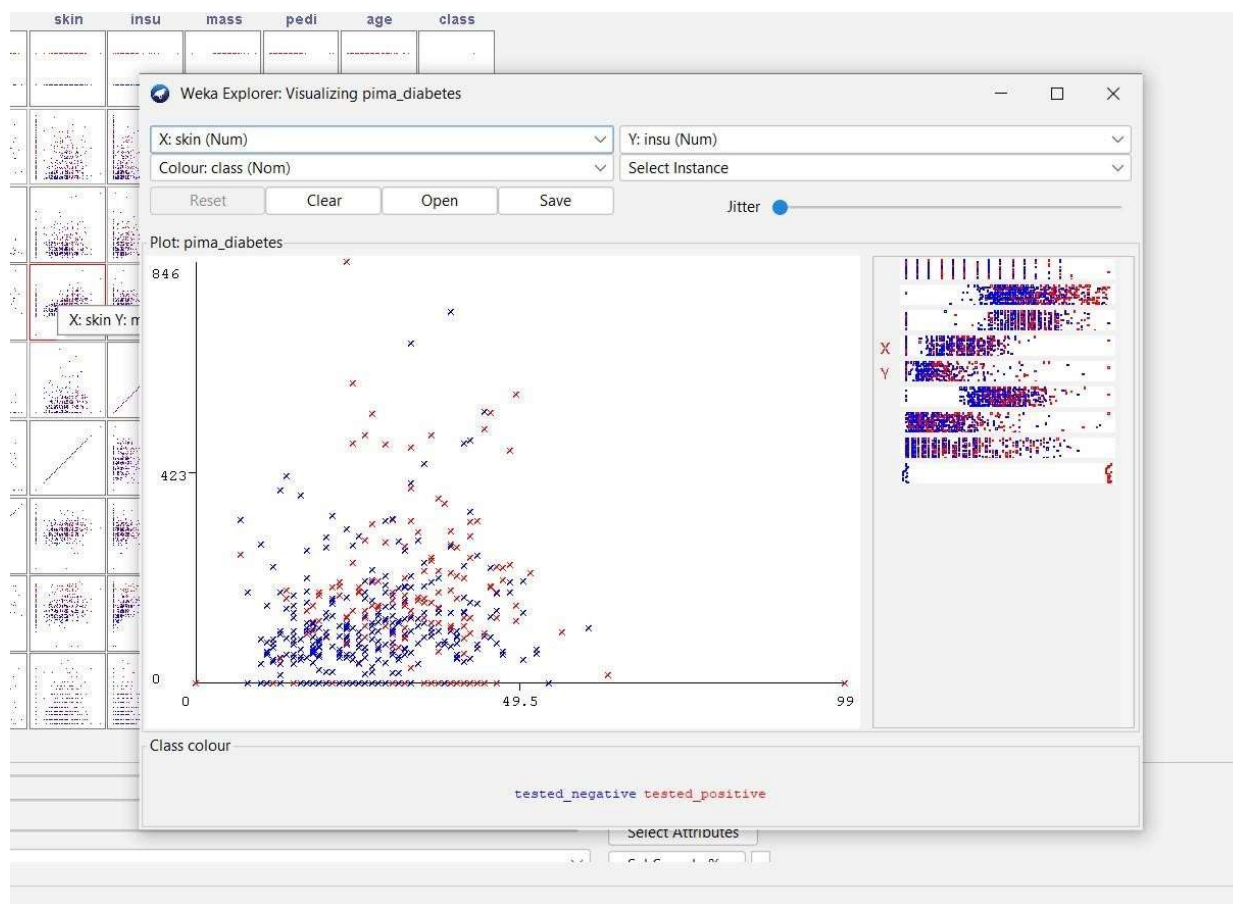 skin insu mass pedi age class
Weka Explorer: Visualizing pima_diabetes
X: skin (Num) Y: insu (Num)
Colour: class (Nom) Select Instance
Reset Clear Open Save Jitter
Plot: pima_diabetes
846
X: skin Y: m
X
Y
423
0
0 49.5 99
Class colour
tested_negative tested_positive
Select Attributes